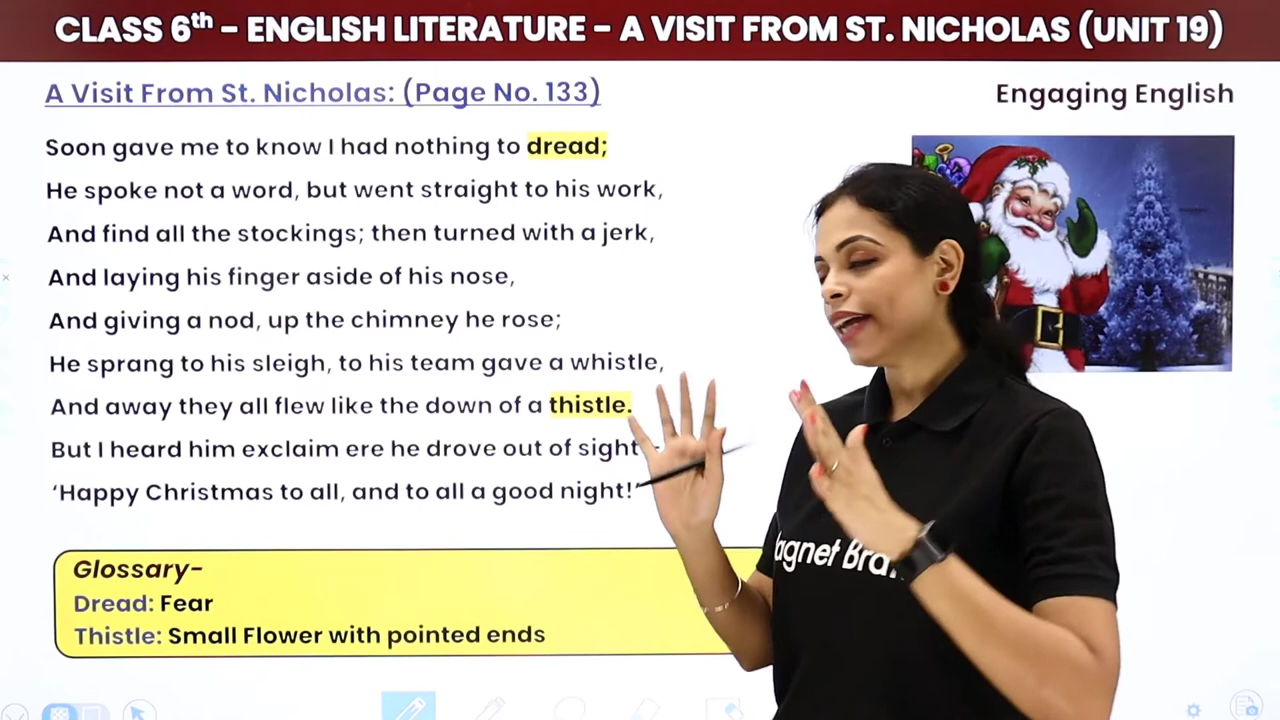 CLASS 6th – ENGLISH LITERATURE – A VISIT FROM ST. NICHOLAS (UNIT 19)
A Visit From St. Nicholas: (Page No. 133)
Engaging English
Soon gave me to know I had nothing to dread;
He spoke not a word, but went straight to his work,
And find all the stockings; then turned with a jerk,
And laying his finger aside of his nose,
And giving a nod, up the chimney he rose;
He sprang to his sleigh, to his team gave a whistle,
And away they all flew like the down of a thistle.
But I heard him exclaim ere he drove out of sight
‘Happy Christmas to all, and to all a good night!’
Glossary-
Dread: Fear
Thistle: Small Flower with pointed ends